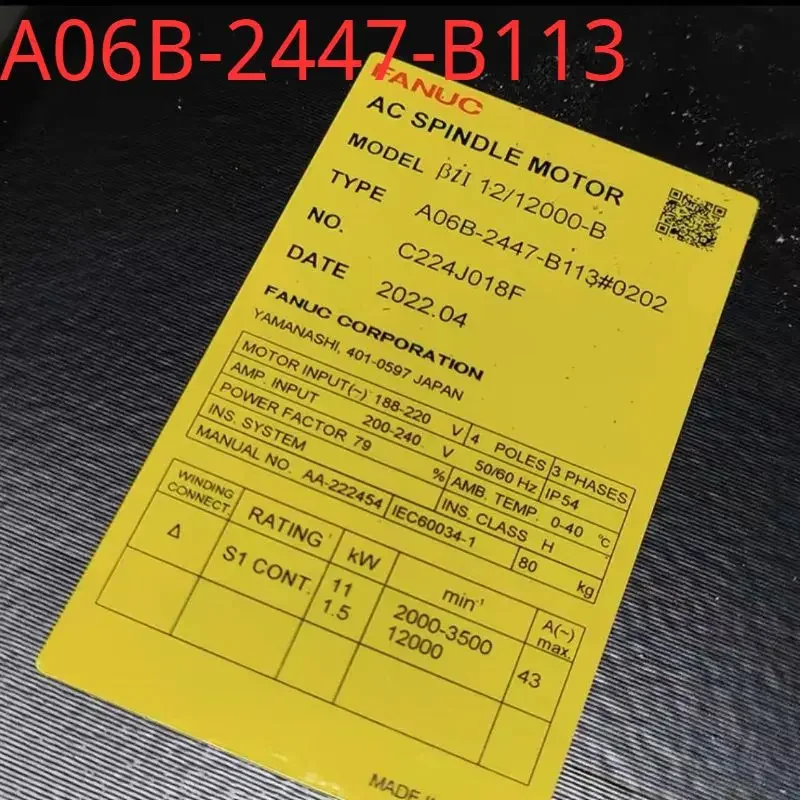 A06B-2447-B113
FANUC
AC SPINDLE MOTOR
MODEL βiI 12/12000-B
TYPE A06B-2447-B113#0202
NO. C224J018F
DATE 2022.04
FANUC CORPORATION
YAMANASHI, 401-0597 JAPAN
MOTOR INPUT(~) 188-220 V 4 POLES 3 PHASES
AMP. INPUT 200-240 V 50/60 Hz IP54
POWER FACTOR 79 % AMB. TEMP. 0-40 °C
INS. SYSTEM INS. CLASS H
MANUAL NO. AA-222454 IEC60034-1 80 kg
WINDING CONNECT. RATING kW min⁻¹ A(~) max.
Δ S1 CONT. 11 2000-3500 43
1.5 12000
MADE